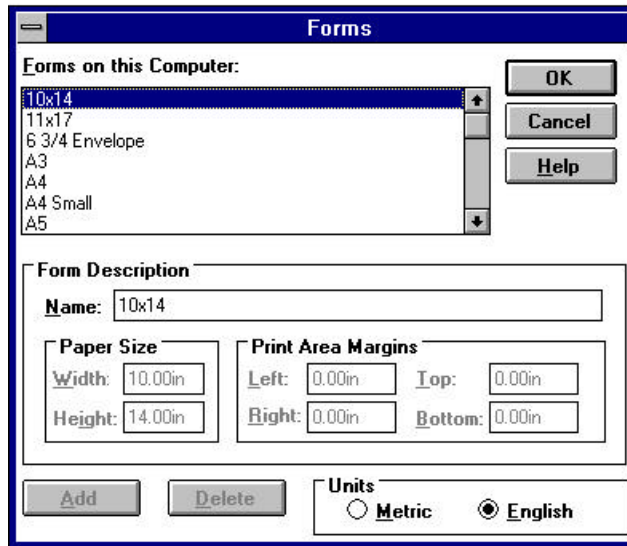 Forms
Forms on this Computer:
OK
10x14
11x17
Cancel
6 3/4 Envelope
A3
Help
A4
A4 Small
A5
Form Description
Name: 10x14
Paper Size
Print Area Margins
Width: 10.00in
Left: 0.00in Top: 0.00in
Height: 14.00in
Right: 0.00in Bottom: 0.00in
Add Delete
Units
Metric English